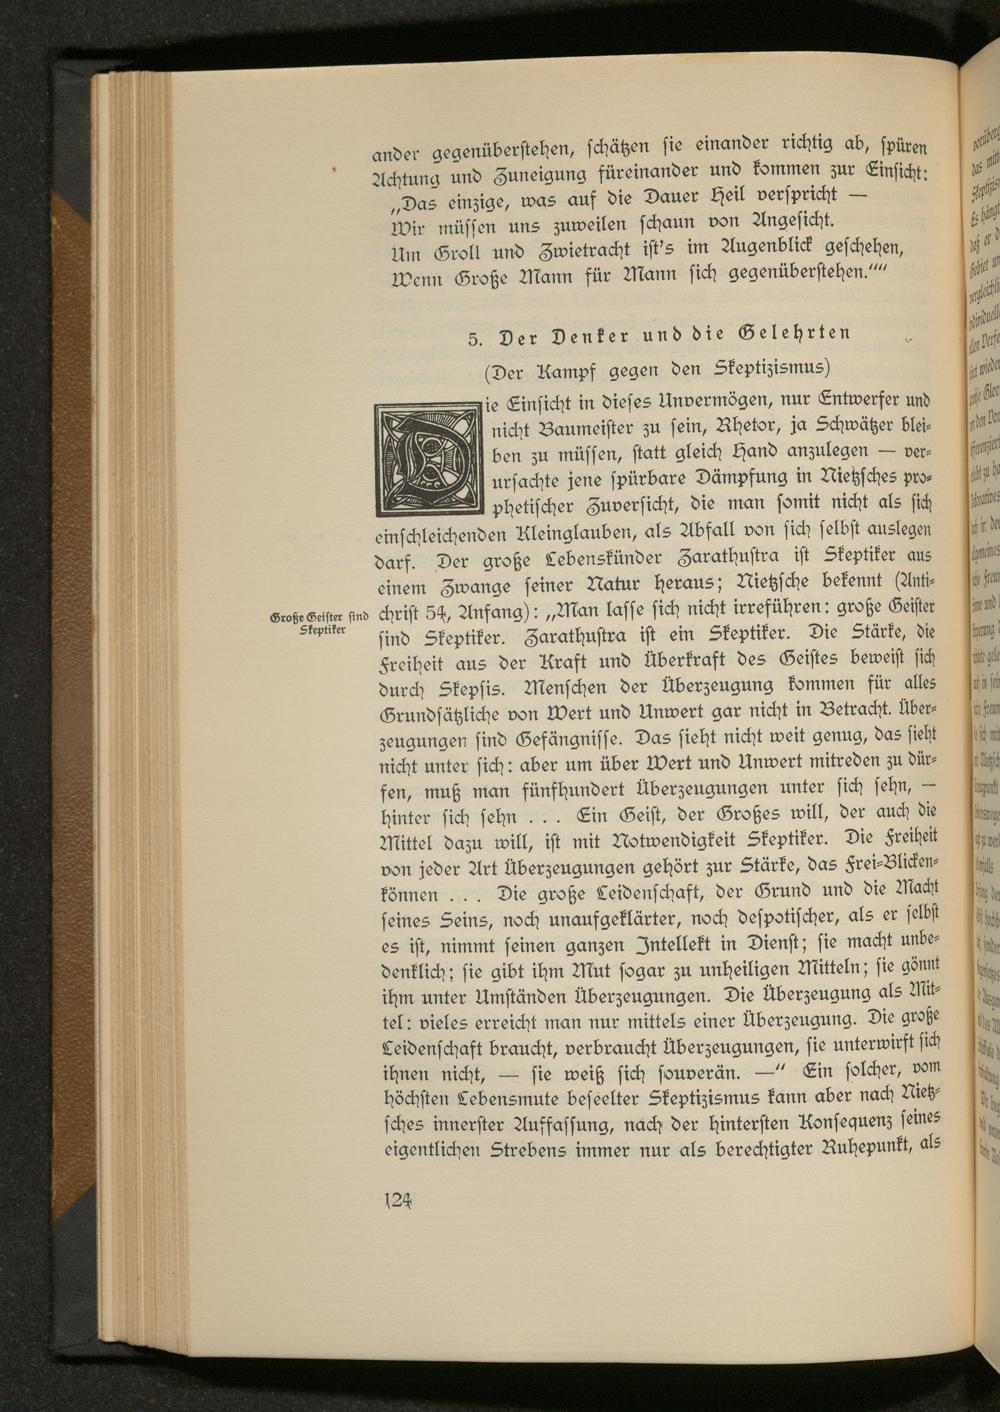 ander gegenüberstehen, schätzen sie einander richtig ab, spüren
Achtung und Zuneigung füreinander und kommen zur Einsicht:
„Das einzige, was auf die Dauer Heil verspricht —
Wir müssen uns zuweilen schaun von Angesicht.
Um Groll und Zwietracht ist's im Augenblick geschehen,
Wenn Große Mann für Mann sich gegenüberstehen.““
5. Der Denker und die Gelehrten
(Der Kampf gegen den Skeptizismus)
Die Einsicht in dieses Unvermögen, nur Entwerfer und
nicht Baumeister zu sein, Rhetor, ja Schwätzer blei-
ben zu müssen, statt gleich Hand anzulegen — ver-
ursachte jene spürbare Dämpfung in Nietzsches pro-
phetischer Zuversicht, die man somit nicht als sich
einschleichenden Kleinglauben, als Abfall von sich selbst auslegen
darf. Der große Lebenskünder Zarathustra ist Skeptiker aus
einem Zwange seiner Natur heraus; Nietzsche bekennt (Anti-
christ 54, Anfang): „Man lasse sich nicht irreführen: große Geister
sind Skeptiker. Zarathustra ist ein Skeptiker. Die Stärke, die
Freiheit aus der Kraft und Überkraft des Geistes beweist sich
durch Skepsis. Menschen der Überzeugung kommen für alles
Grundsätzliche von Wert und Unwert gar nicht in Betracht. Über-
zeugungen sind Gefängnisse. Das sieht nicht weit genug, das sieht
nicht unter sich: aber um über Wert und Unwert mitreden zu dür-
fen, muß man fünfhundert Überzeugungen unter sich sehn, —
hinter sich sehn . . . Ein Geist, der Großes will, der auch die
Mittel dazu will, ist mit Notwendigkeit Skeptiker. Die Freiheit
von jeder Art Überzeugungen gehört zur Stärke, das Frei-Blicken-
können . . . Die große Leidenschaft, der Grund und die Macht
seines Seins, noch unaufgeklärter, noch despotischer, als er selbst
es ist, nimmt seinen ganzen Intellekt in Dienst; sie macht unbe-
denklich; sie gibt ihm Mut sogar zu unheiligen Mitteln; sie gönnt
ihm unter Umständen Überzeugungen. Die Überzeugung als Mit-
tel: vieles erreicht man nur mittels einer Überzeugung. Die große
Leidenschaft braucht, verbraucht Überzeugungen, sie unterwirft sich
ihnen nicht, — sie weiß sich souverän. —“ Ein solcher, vom
höchsten Lebensmute beseelter Skeptizismus kann aber nach Nietz-
sches innerster Auffassung, nach der hintersten Konsequenz seines
eigentlichen Strebens immer nur als berechtigter Ruhepunkt, als
Große Geister sind
Skeptiker
124